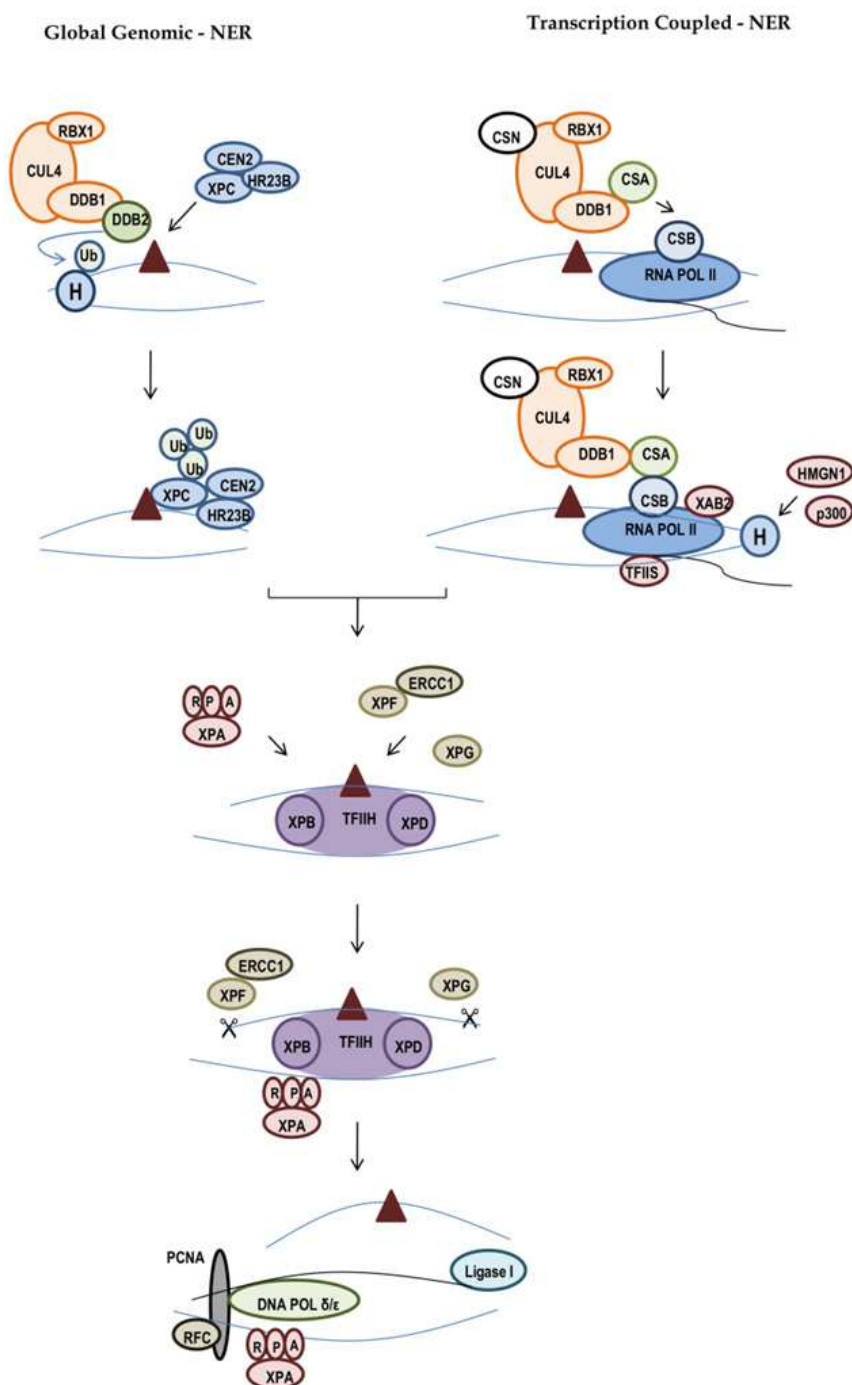 Global Genomic - NER
Transcription Coupled - NER
RBX1
CUL4
DDB1
DDB2
CEN2
XPC
HR23B
Ub
H
CSN
RBX1
CUL4
DDB1
CSA
CSB
RNA POL II
Ub
Ub
Ub
XPC
CEN2
HR23B
CSN
RBX1
CUL4
DDB1
CSA
CSB
XAB2
RNA POL II
TFIIS
H
HMGN1
p300
R P A
XPA
XPF
ERCC1
XPG
XPB
TFIIH
XPD
ERCC1
XPF
XPG
XPB
TFIIH
XPD
R P A
XPA
PCNA
Ligase I
DNA POL δ/ε
RFC
R P A
XPA